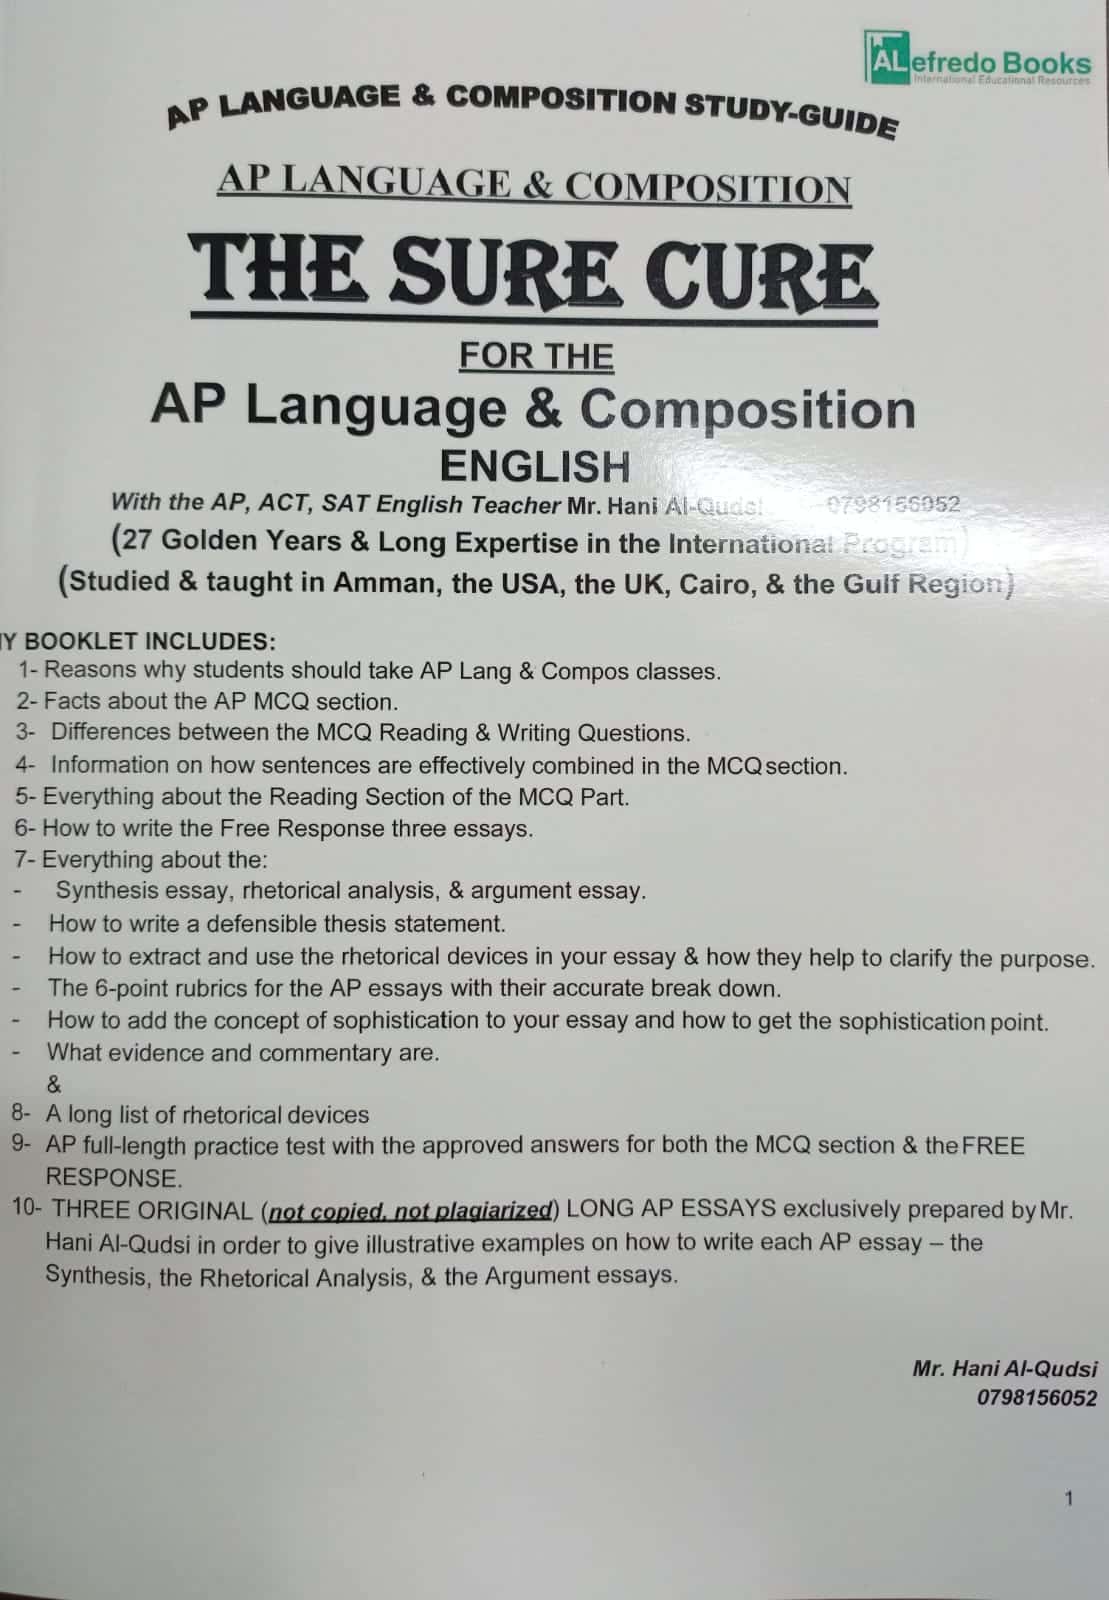 ALefredo Books
International Educational Resources
AP LANGUAGE & COMPOSITION STUDY-GUIDE
AP LANGUAGE & COMPOSITION
THE SURE CURE
FOR THE
AP Language & Composition
ENGLISH
With the AP, ACT, SAT English Teacher Mr. Hani Al-Qudsi 0798156052
(27 Golden Years & Long Expertise in the International Program)
(Studied & taught in Amman, the USA, the UK, Cairo, & the Gulf Region)
Y BOOKLET INCLUDES:
1- Reasons why students should take AP Lang & Compos classes.
2- Facts about the AP MCQ section.
3- Differences between the MCQ Reading & Writing Questions.
4- Information on how sentences are effectively combined in the MCQ section.
5- Everything about the Reading Section of the MCQ Part.
6- How to write the Free Response three essays.
7- Everything about the:
- Synthesis essay, rhetorical analysis, & argument essay.
- How to write a defensible thesis statement.
- How to extract and use the rhetorical devices in your essay & how they help to clarify the purpose.
- The 6-point rubrics for the AP essays with their accurate break down.
- How to add the concept of sophistication to your essay and how to get the sophistication point.
- What evidence and commentary are.
&
8- A long list of rhetorical devices
9- AP full-length practice test with the approved answers for both the MCQ section & the FREE
RESPONSE.
10- THREE ORIGINAL (not copied, not plagiarized) LONG AP ESSAYS exclusively prepared by Mr.
Hani Al-Qudsi in order to give illustrative examples on how to write each AP essay – the
Synthesis, the Rhetorical Analysis, & the Argument essays.
Mr. Hani Al-Qudsi
0798156052
1